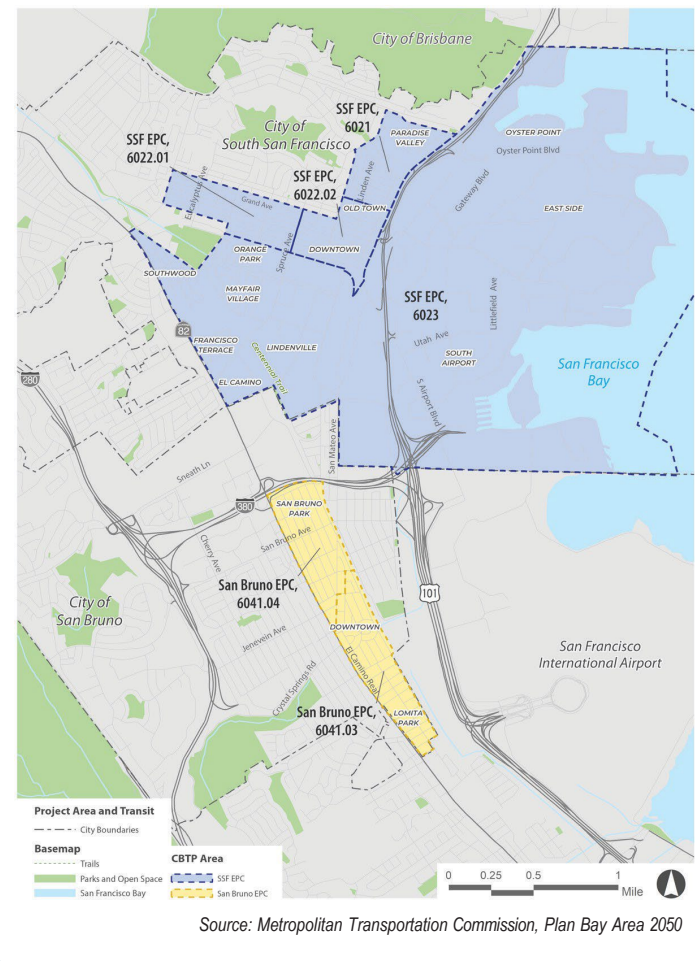 City of Brisbane
SSF EPC,
6021
City of
South San Francisco
PARADISE
VALLEY
OYSTER POINT
Oyster Point Blvd
SSF EPC,
6022.01
SSF EPC,
6022.02
Eucalyptus Ave
Grand Ave
Linden Ave
Gateway Blvd
OLD TOWN
EAST SIDE
Spruce Ave
ORANGE
PARK
DOWNTOWN
SOUTHWOOD
MAYFAIR
VILLAGE
SSF EPC,
6023
Littlefield Ave
82
FRANCISCO
TERRACE
LINDENVILLE
Utah Ave
SOUTH
AIRPORT
San Francisco
Bay
Centennial Trail
280
EL CAMINO
S Airport Blvd
San Mateo Ave
Sneath Ln
380
SAN BRUNO
PARK
San Bruno Ave
Cherry Ave
San Bruno EPC,
6041.04
101
City of
San Bruno
DOWNTOWN
Jenevein Ave
El Camino Real
San Francisco
International Airport
Crystal Springs Rd
San Bruno EPC,
6041.03
LOMITA
PARK
Project Area and Transit
City Boundaries
Basemap
Trails
Parks and Open Space
San Francisco Bay
CBTP Area
SSF EPC
San Bruno EPC
0 0.25 0.5 1
Mile
Source: Metropolitan Transportation Commission, Plan Bay Area 2050